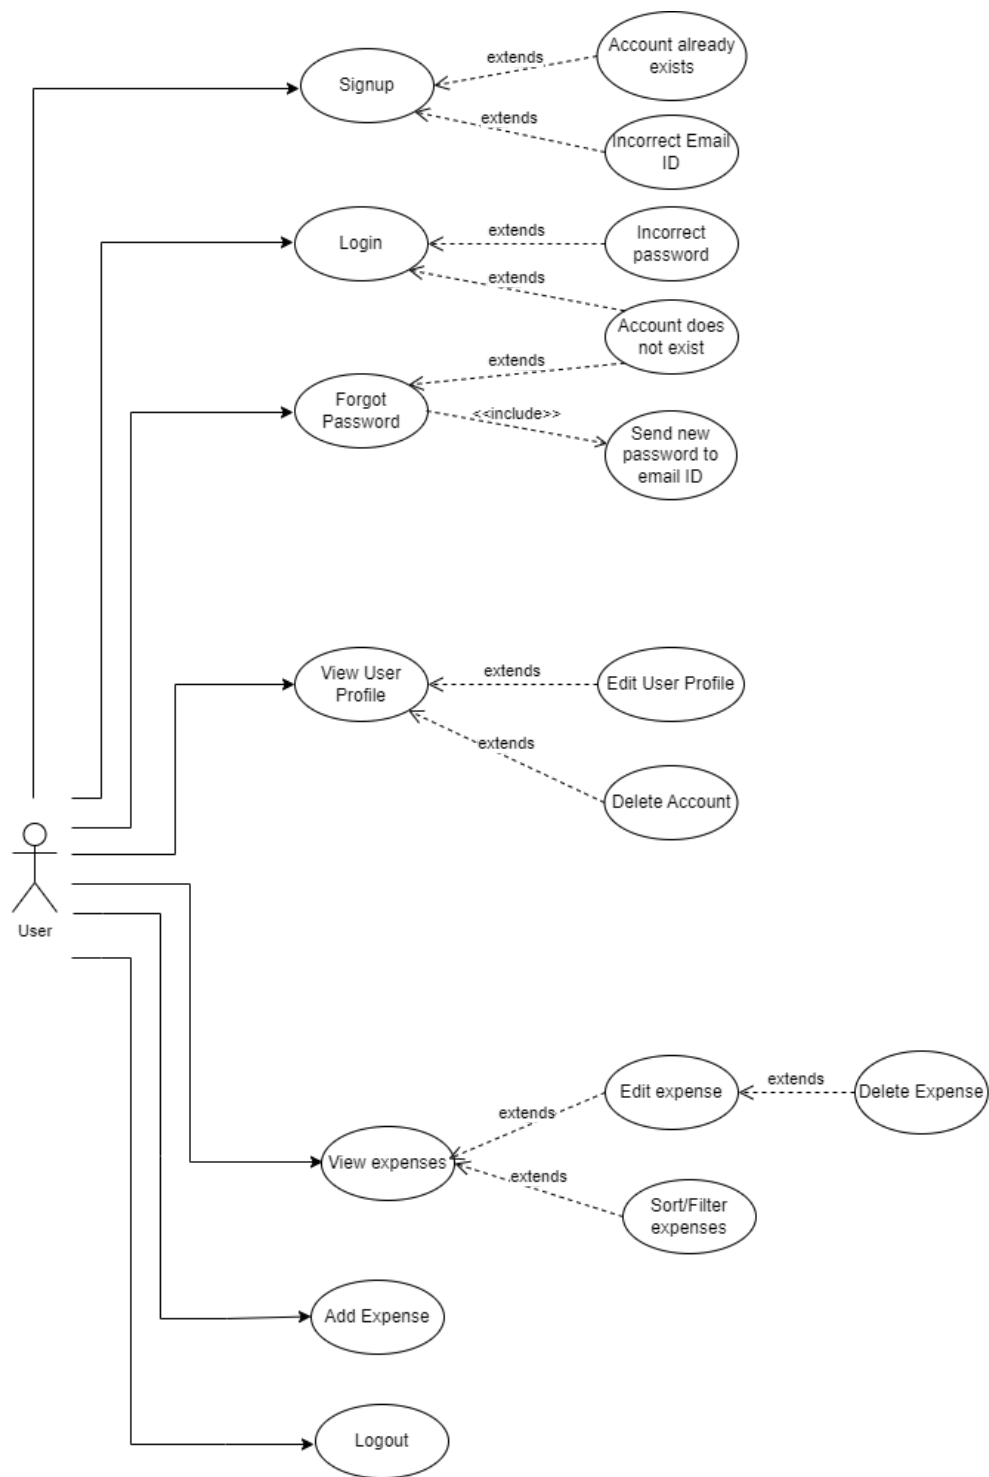 Account already
exists
extends
Signup
extends
Incorrect Email
ID
Login
extends
Incorrect
password
extends
Account does
not exist
extends
Forgot
Password
<<include>>
Send new
password to
email ID
View User
Profile
extends
Edit User Profile
extends
Delete Account
User
Edit expense
extends
Delete Expense
extends
View expenses
extends
Sort/Filter
expenses
Add Expense
Logout